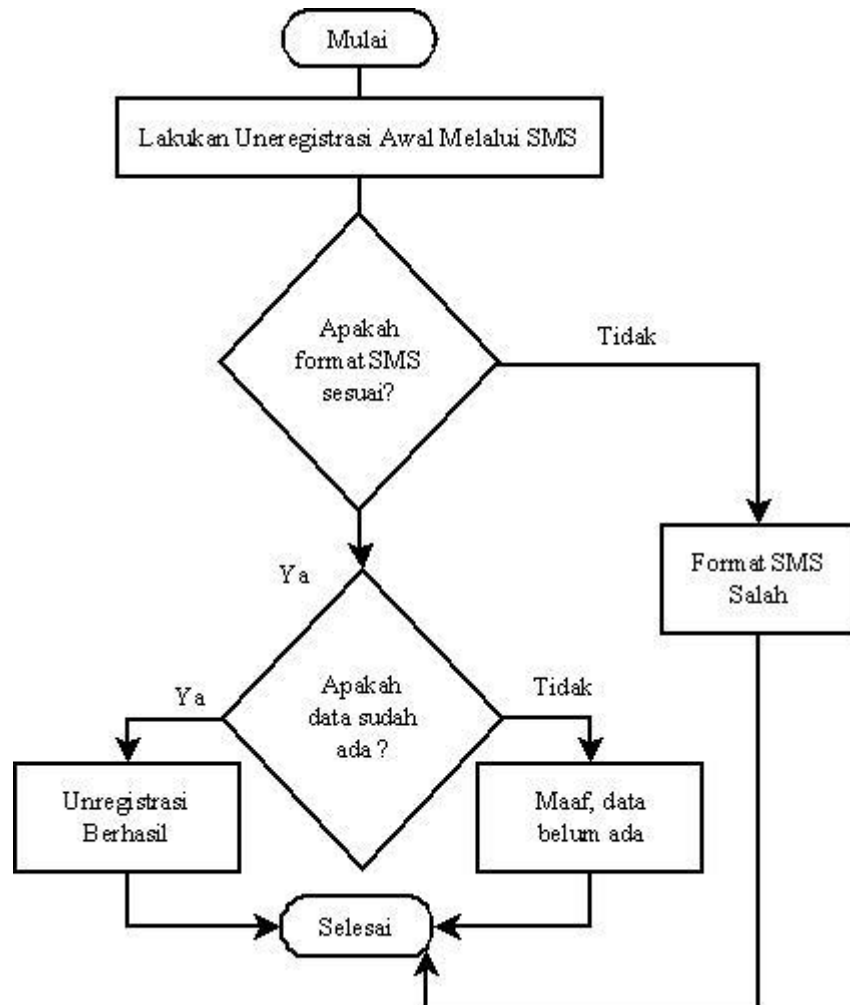 Mulai
Lakukan Uneregistrasi Awal Melalui SMS
Apakah
format SMS
sesuai?
Tidak
Format SMS
Salah
Ya
Apakah
data sudah
ada ?
Ya
Tidak
Unregistrasi
Berhasil
Maaf, data
belum ada
Selesai